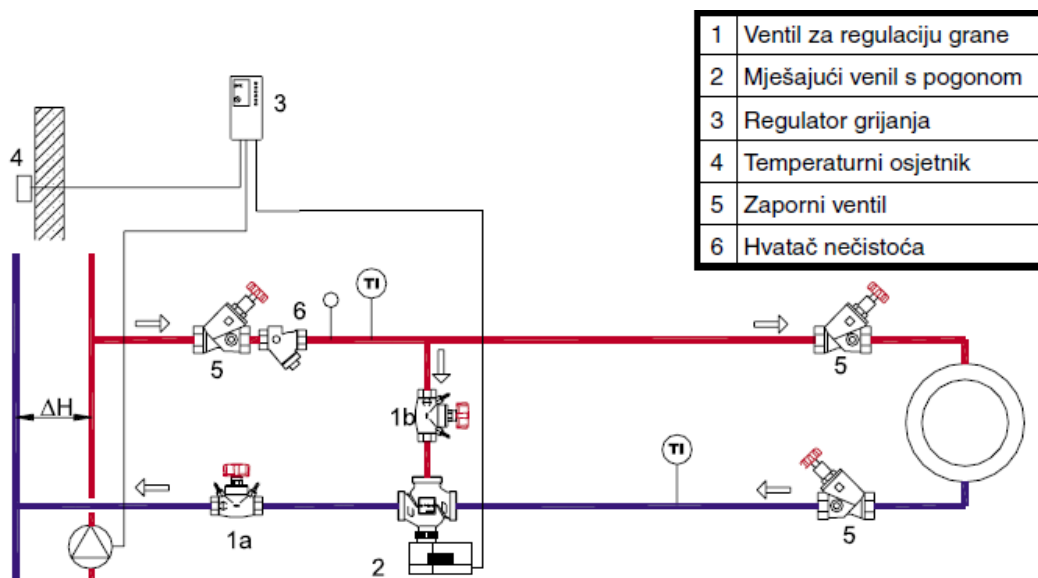 1 Ventil za regulaciju grane
2 Mješajući venil s pogonom
3 Regulator grijanja
4 Temperaturni osjetnik
5 Zaporni ventil
6 Hvatač nečistoća
3
4
6
TI
5
5
ΔH
1b
TI
1a
5
2